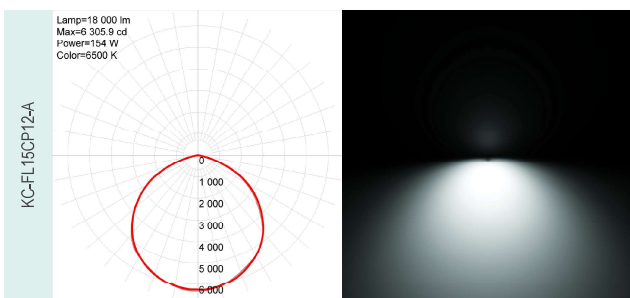 KC-FL15CP12-A
Lamp=18 000 lm
Max=6 305.9 cd
Power=154 W
Color=6500 K
0
1 000
2 000
3 000
4 000
5 000
6 000